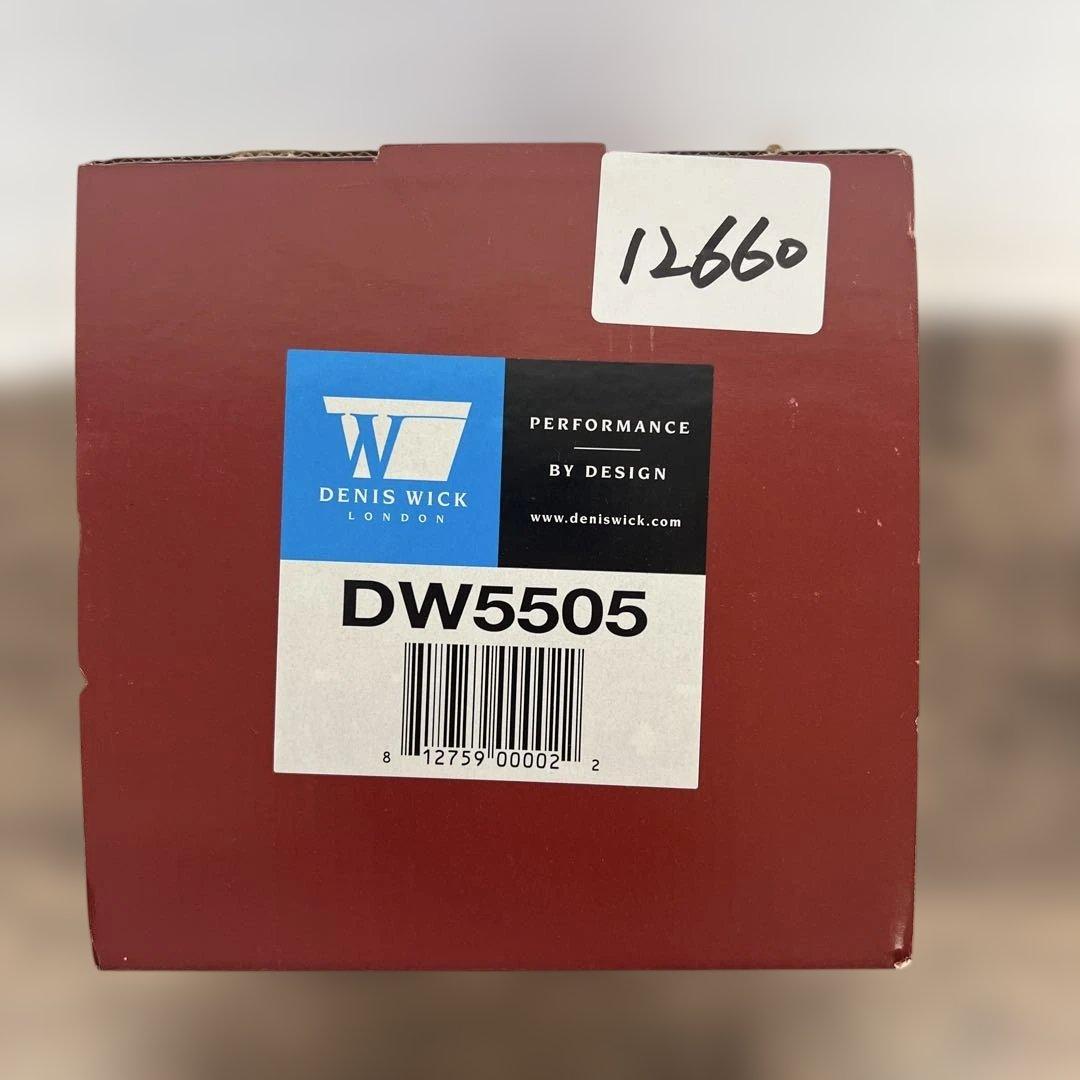 12660
PERFORMANCE
BY DESIGN
www.deniswick.com
W
DENIS WICK
LONDON
DW5505
8 12759 00002 2